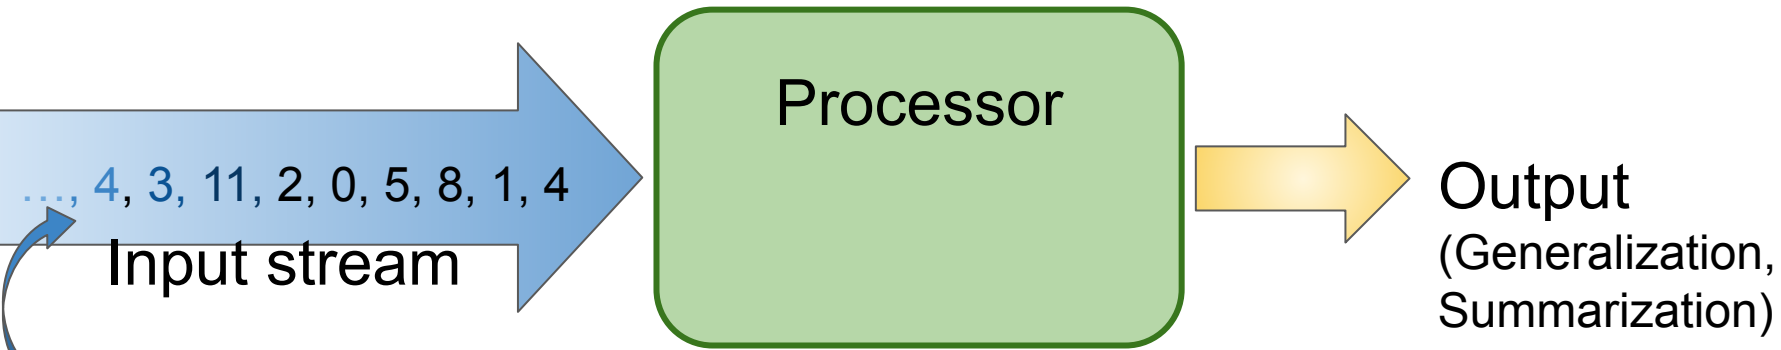 Processor
..., 4, 3, 11, 2, 0, 5, 8, 1, 4
Input stream
Output
(Generalization,
Summarization)